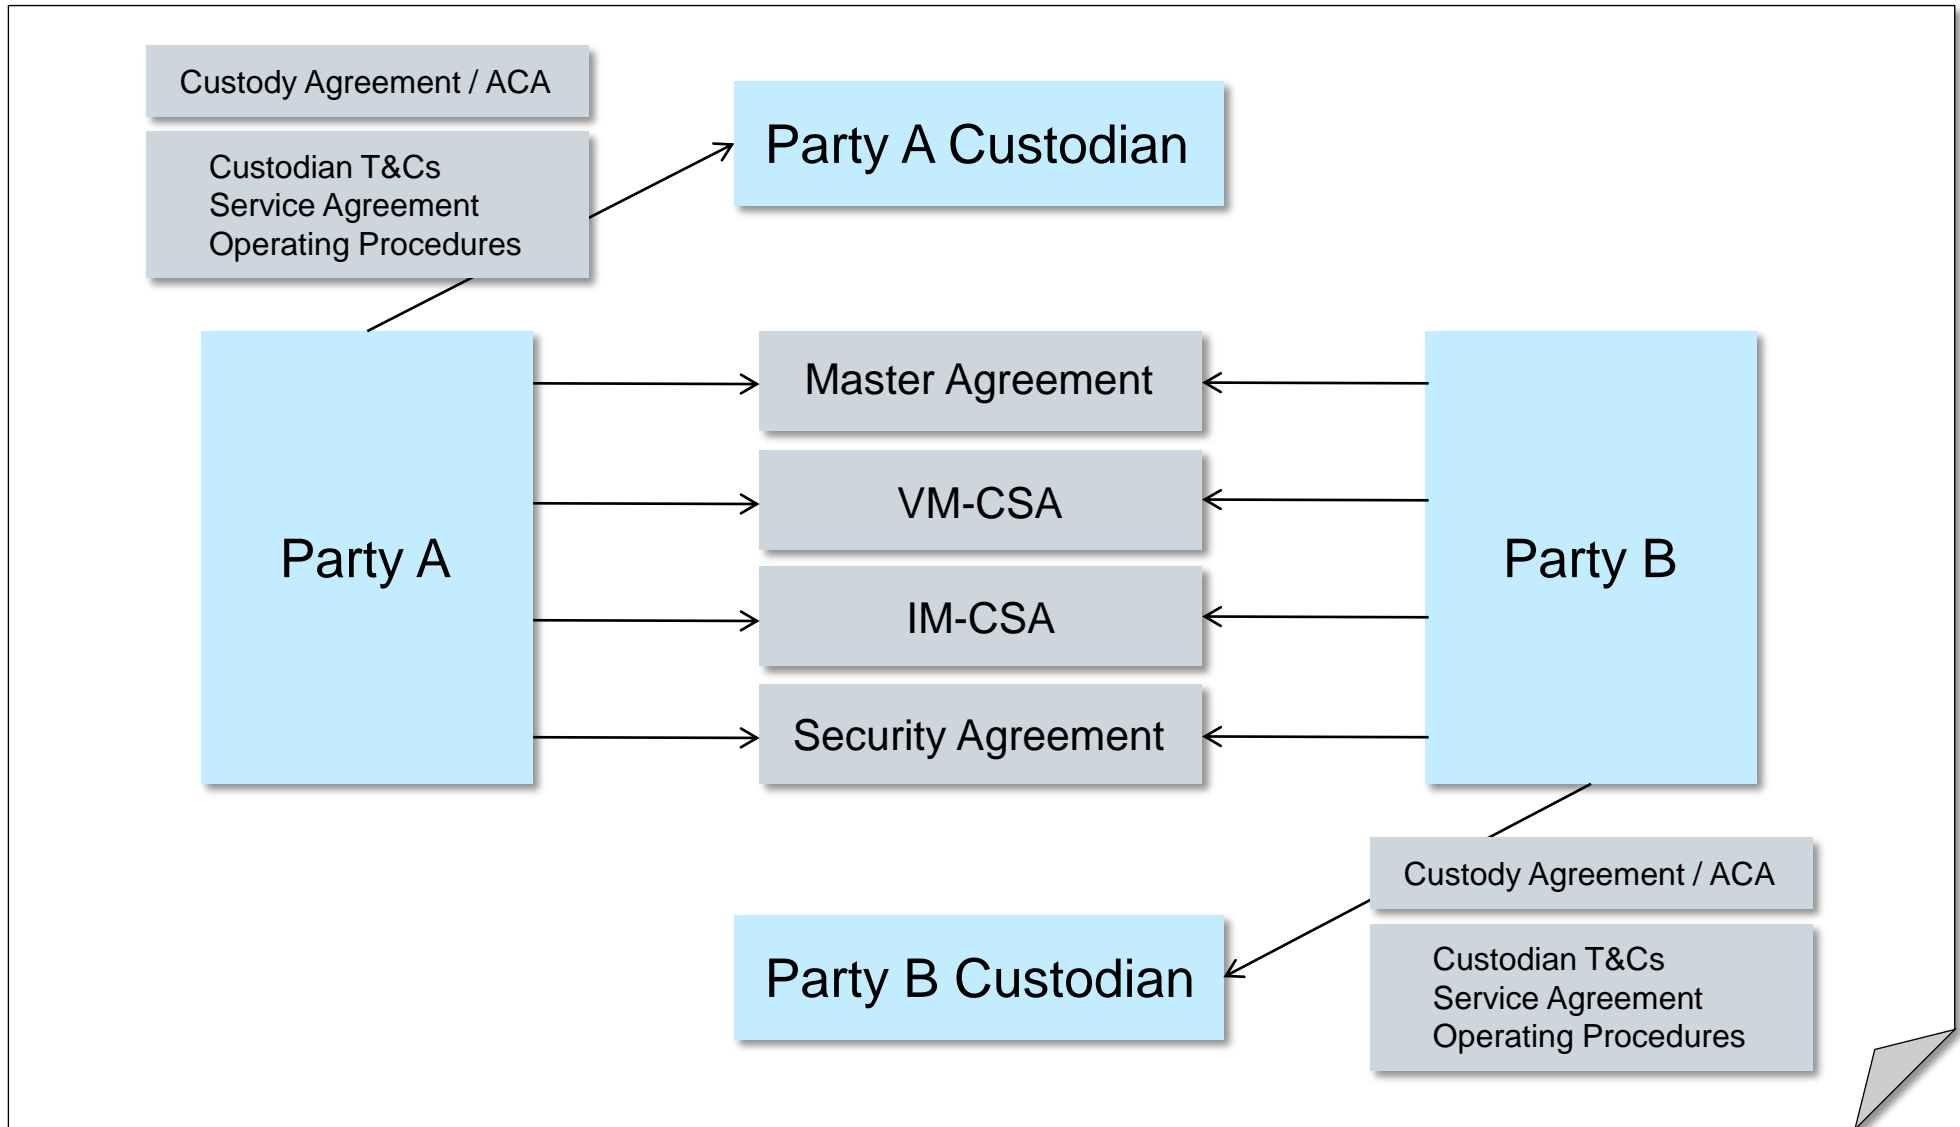 Custody Agreement / ACA
Custodian T&Cs
Service Agreement
Operating Procedures
Party A Custodian
Party A
Master Agreement
VM-CSA
IM-CSA
Security Agreement
Party B
Party B Custodian
Custody Agreement / ACA
Custodian T&Cs
Service Agreement
Operating Procedures